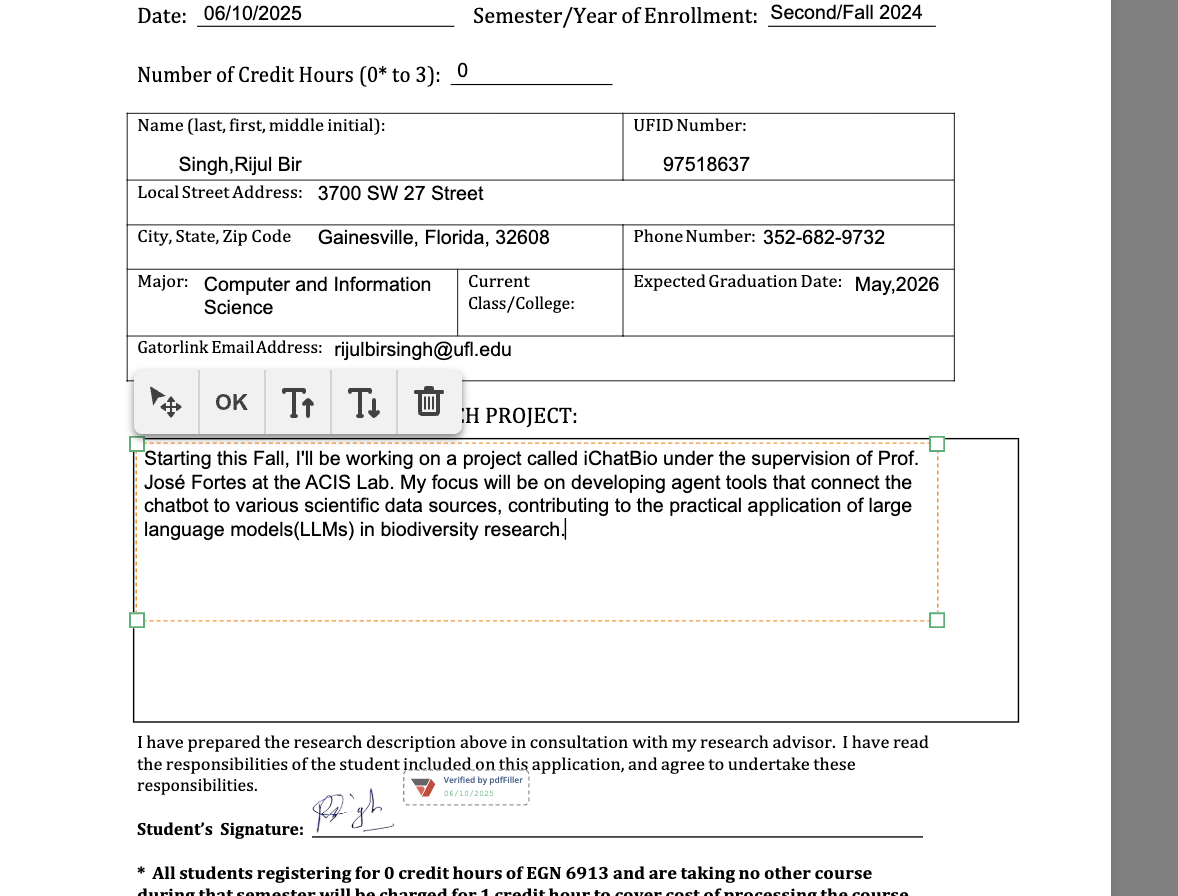 Date: 06/10/2025 Semester/Year of Enrollment: Second/Fall 2024
Number of Credit Hours (0* to 3): 0
Name (last, first, middle initial): UFID Number:
Singh,Rijul Bir 97518637
Local Street Address: 3700 SW 27 Street
City, State, Zip Code Gainesville, Florida, 32608 Phone Number: 352-682-9732
Major: Computer and Information Science Current Class/College: Expected Graduation Date: May,2026
Gatorlink Email Address: rijulbirsingh@ufl.edu
OK
H PROJECT:
Starting this Fall, I'll be working on a project called iChatBio under the supervision of Prof.
José Fortes at the ACIS Lab. My focus will be on developing agent tools that connect the
chatbot to various scientific data sources, contributing to the practical application of large
language models(LLMs) in biodiversity research.
I have prepared the research description above in consultation with my research advisor. I have read
the responsibilities of the student included on this application, and agree to undertake these
responsibilities.
Verified by pdfFiller
06/10/2025
Student's Signature:
* All students registering for 0 credit hours of EGN 6913 and are taking no other course
during that semester will be charged for 1 credit hour to cover cost of processing the course